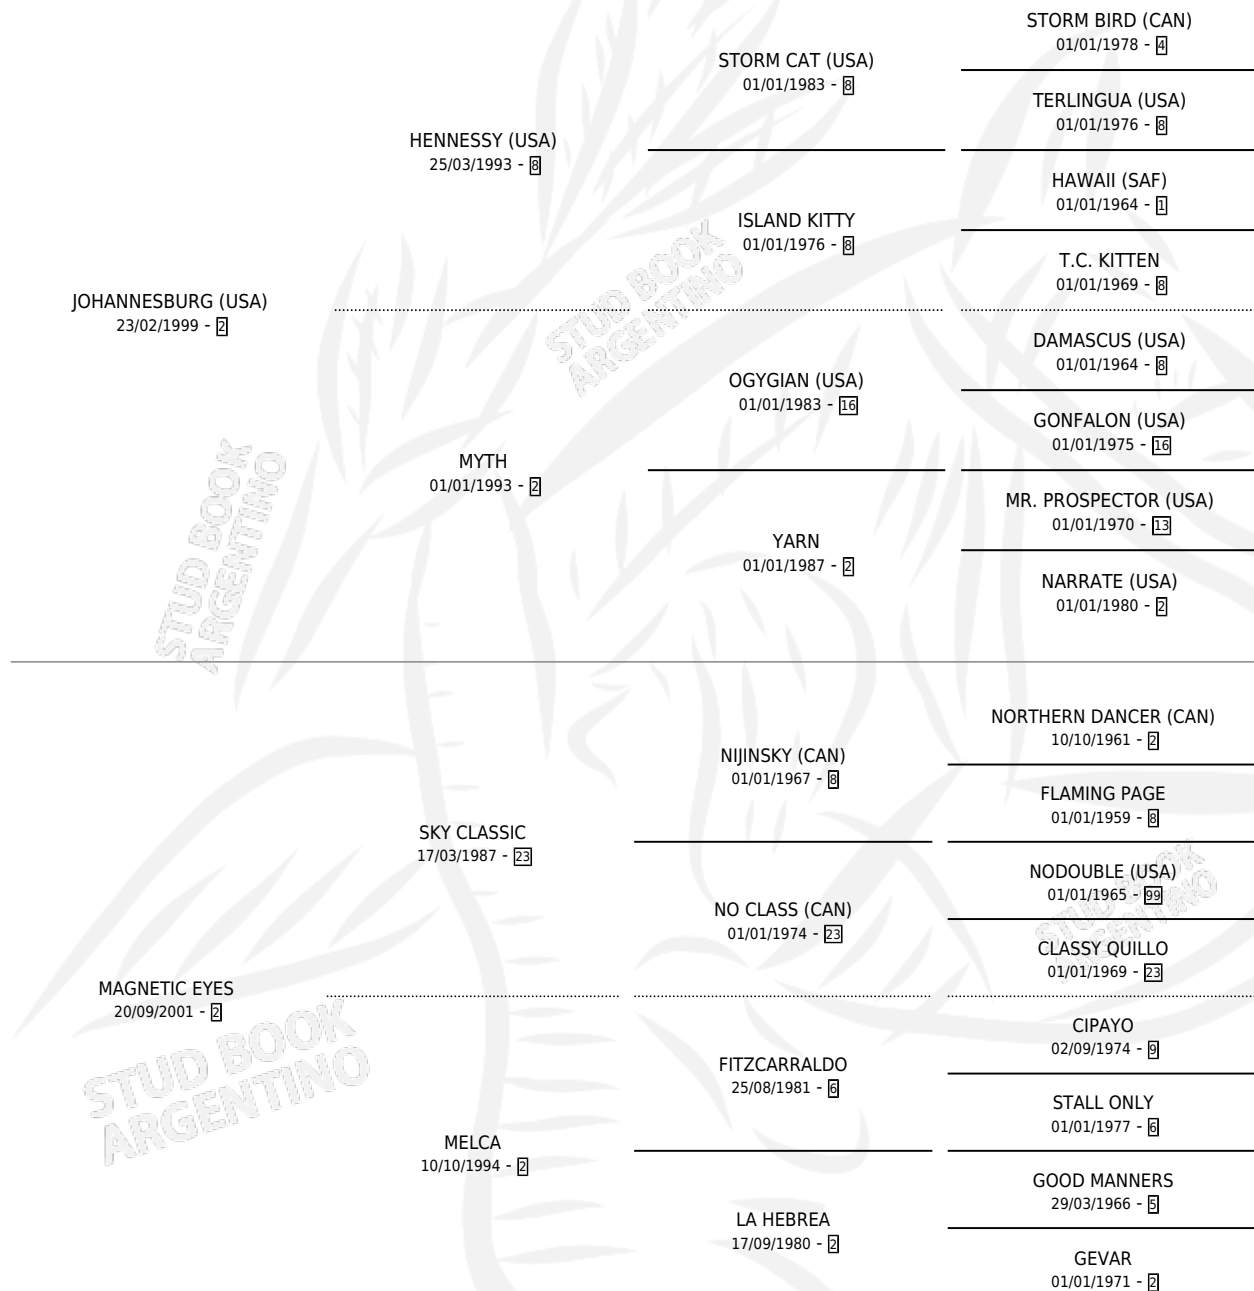 STORM BIRD (CAN)
01/01/1978 - 4
STORM CAT (USA)
01/01/1983 - 8
TERLINGUA (USA)
01/01/1976 - 8
HENNESSY (USA)
25/03/1993 - 8
HAWAII (SAF)
01/01/1964 - 1
ISLAND KITTY
01/01/1976 - 8
T.C. KITTEN
01/01/1969 - 8
STUD BOOK
ARGENTINO
JOHANNESBURG (USA)
23/02/1999 - 2
DAMASCUS (USA)
01/01/1964 - 8
OGYGIAN (USA)
01/01/1983 - 16
GONFALON (USA)
01/01/1975 - 16
MYTH
01/01/1993 - 2
MR. PROSPECTOR (USA)
01/01/1970 - 13
YARN
01/01/1987 - 2
NARRATE (USA)
01/01/1980 - 2
STUD BOOK
ARGENTINO
NORTHERN DANCER (CAN)
10/10/1961 - 2
NIJINSKY (CAN)
01/01/1967 - 8
FLAMING PAGE
01/01/1959 - 8
SKY CLASSIC
17/03/1987 - 23
NODOUBLE (USA)
01/01/1965 - 99
NO CLASS (CAN)
01/01/1974 - 23
CLASSY QUILLO
01/01/1969 - 23
STUD BOOK
ARGENTINO
MAGNETIC EYES
20/09/2001 - 2
CIPAYO
02/09/1974 - 9
FITZCARRALDO
25/08/1981 - 6
STALL ONLY
01/01/1977 - 6
STUD BOOK
ARGENTINO
MELCA
10/10/1994 - 2
GOOD MANNERS
29/03/1966 - 5
LA HEBREA
17/09/1980 - 2
GEVAR
01/01/1971 - 2